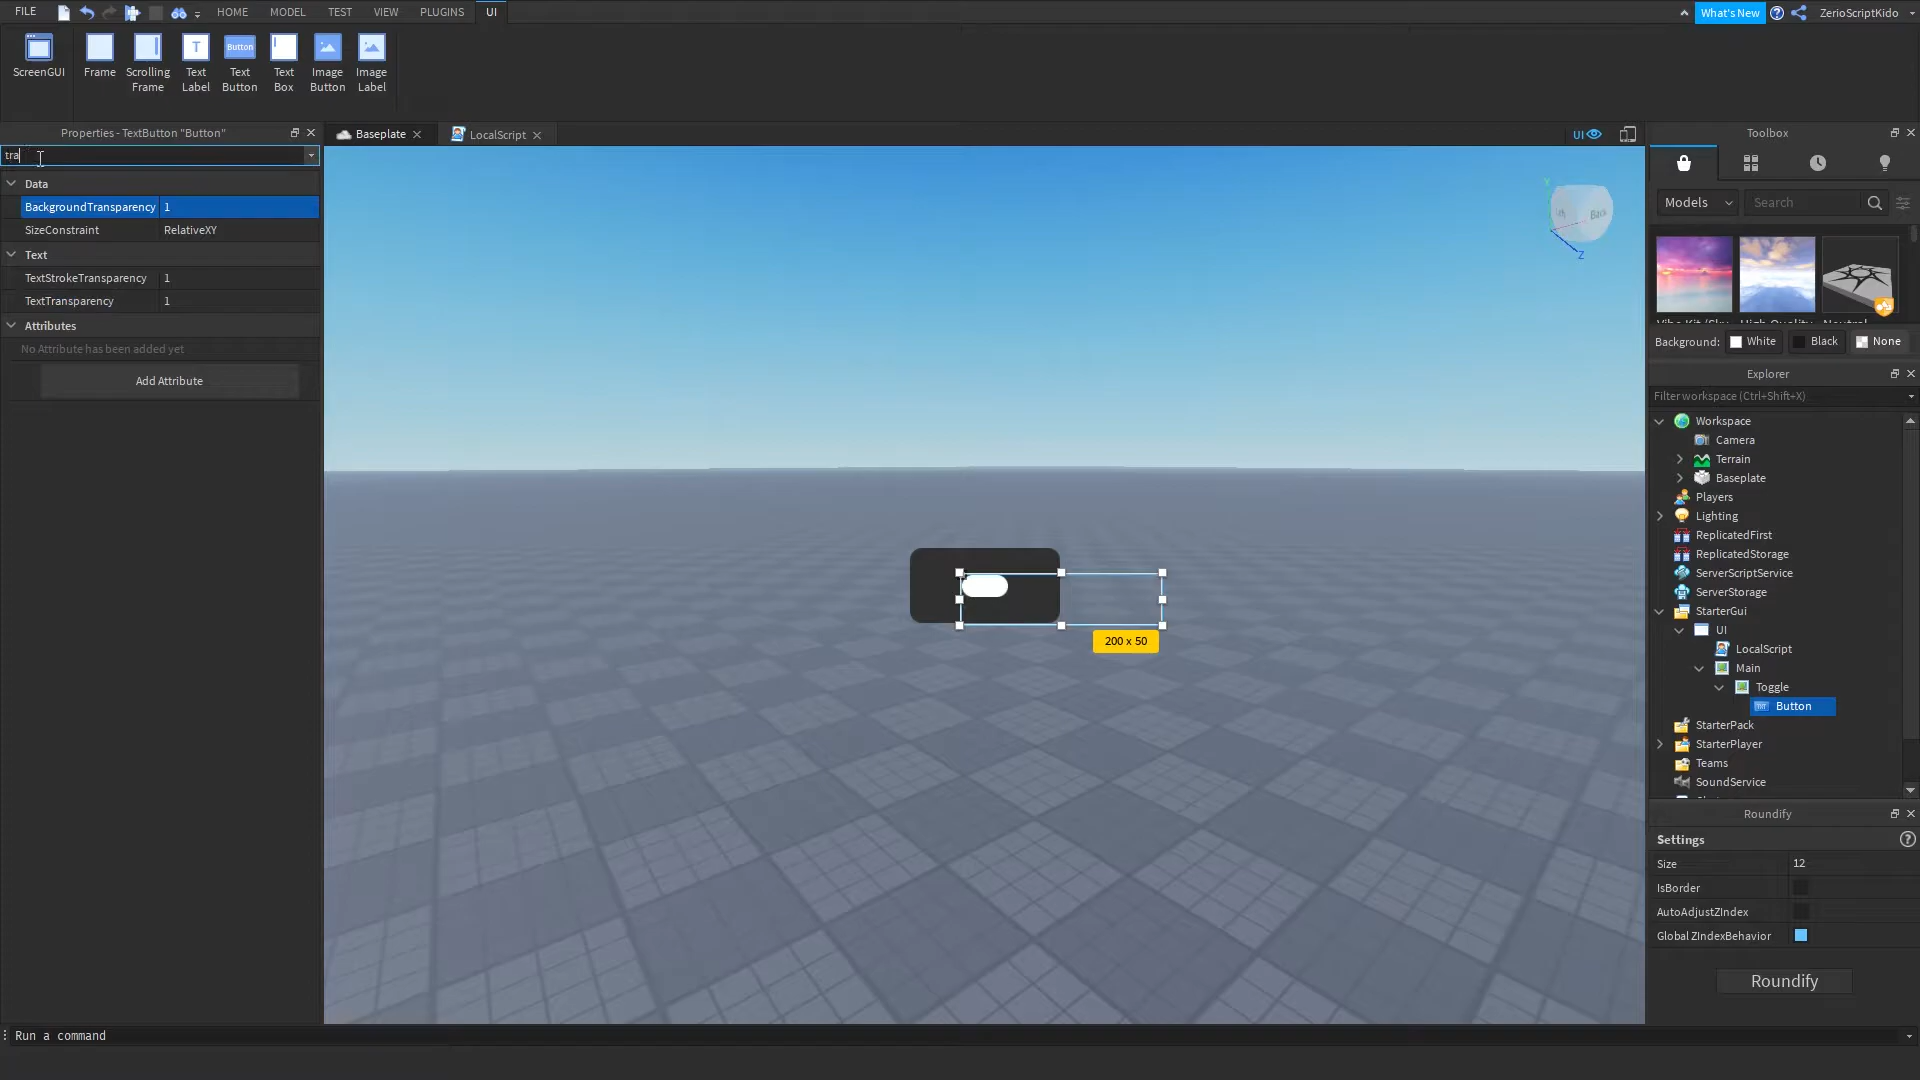 FILE HOME MODEL TEST VIEW PLUGINS UI What's New ZerioScriptKido
Button
T
ScreenGUI Frame Scrolling Frame Text Label Text Button Text Box Image Button Image Label
Properties - TextButton "Button"
tra
Data
BackgroundTransparency 1
SizeConstraint RelativeXY
Text
TextStrokeTransparency 1
TextTransparency 1
Attributes
No Attribute has been added yet
Add Attribute
Baseplate LocalScript UI
Y
Back
Z
200 x 50
Toolbox
Models Search
Background: White Black None
Explorer
Filter workspace (Ctrl+Shift+X)
Workspace
Camera
Terrain
Baseplate
Players
Lighting
ReplicatedFirst
ReplicatedStorage
ServerScriptService
ServerStorage
StarterGui
UI
LocalScript
Main
Toggle
Button
StarterPack
StarterPlayer
Teams
SoundService
Roundify
Settings
Size 12
IsBorder
AutoAdjustZIndex
Global ZIndexBehavior
Roundify
Run a command